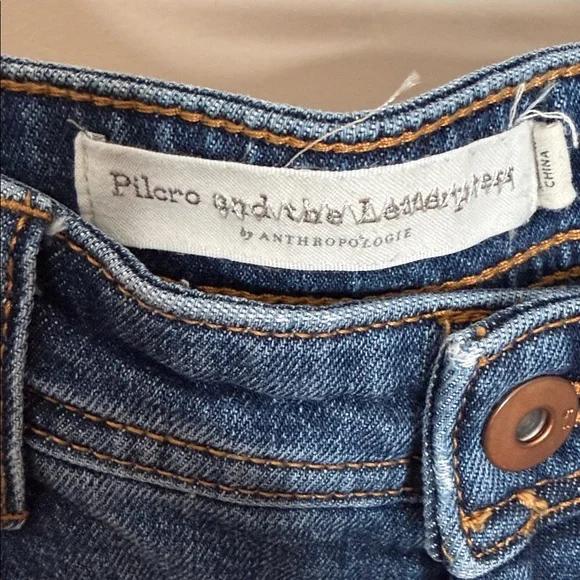 Pilcro and the Letterpress
by ANTHROPOLOGIE
CHINA